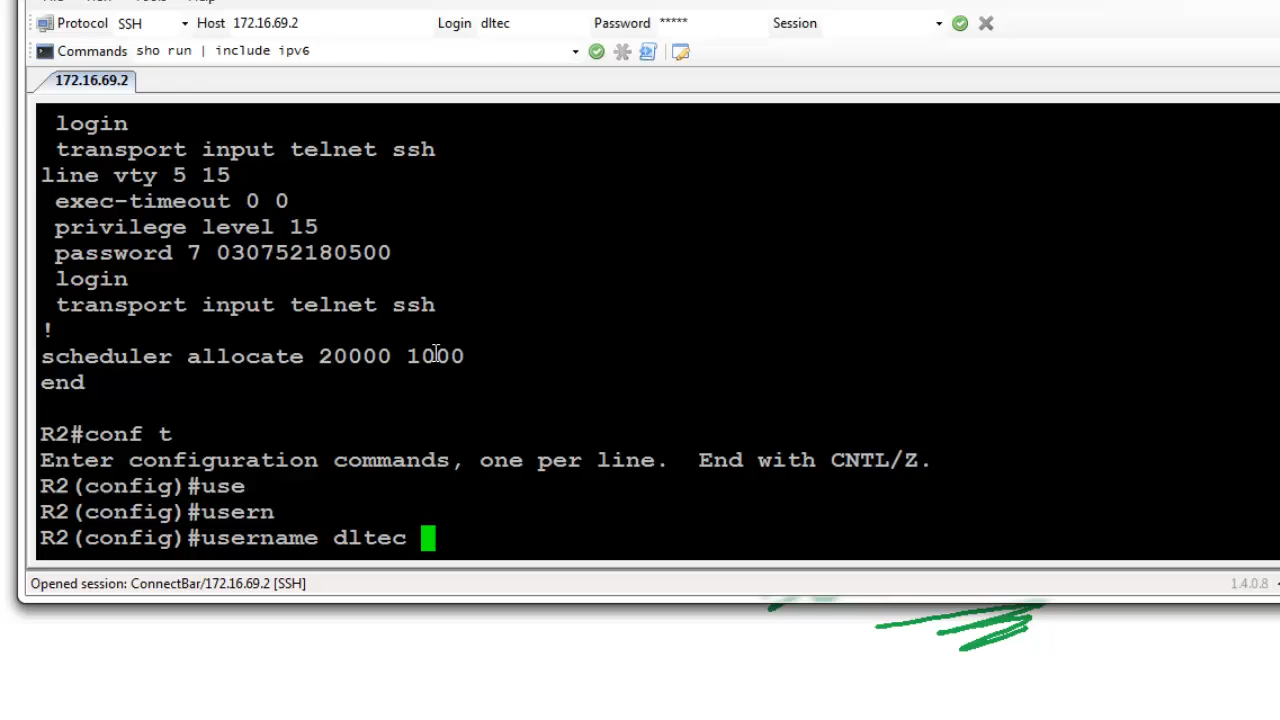 Protocol SSH Host 172.16.69.2 Login dltec Password ***** Session
Commands sho run | include ipv6
172.16.69.2
login
transport input telnet ssh
line vty 5 15
exec-timeout 0 0
privilege level 15
password 7 030752180500
login
transport input telnet ssh
!
scheduler allocate 20000 1000
end
R2#conf t
Enter configuration commands, one per line.  End with CNTL/Z.
R2(config)#use
R2(config)#usern
R2(config)#username dltec
Opened session: ConnectBar/172.16.69.2 [SSH] 1.4.0.8